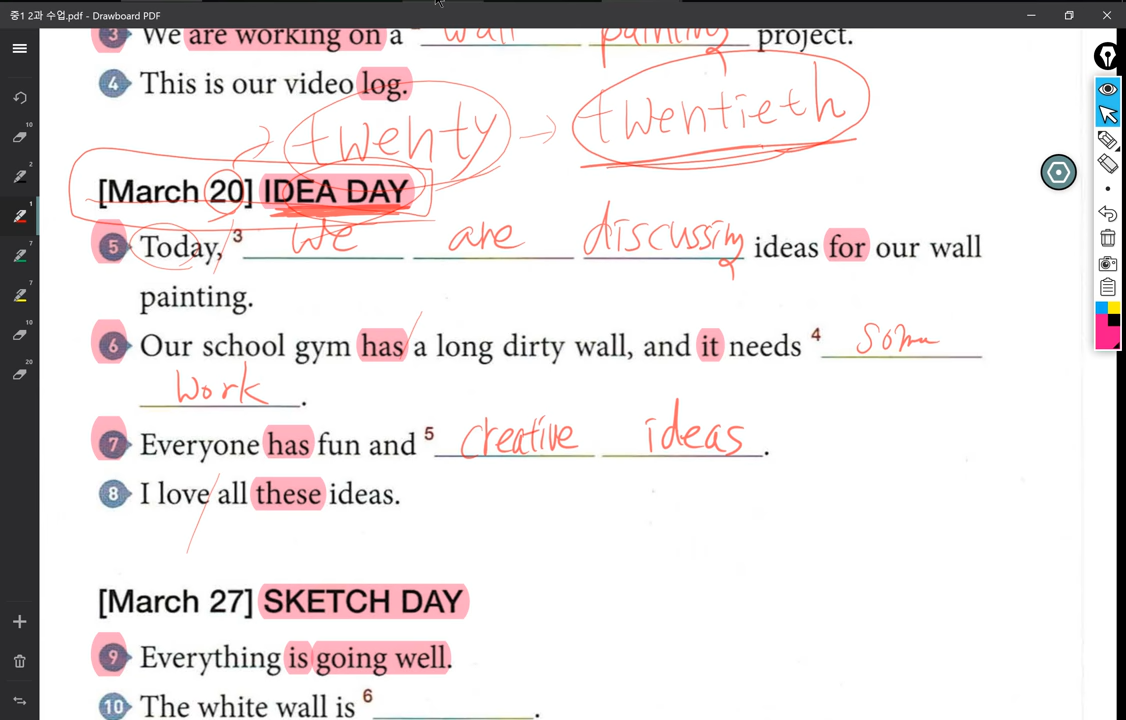 중1 2과 수업.pdf - Drawboard PDF
3 We are working on a wall painting project.
4 This is our video log.
twenty → twentieth
[March 20] IDEA DAY
5 Today, 3 we are discussing ideas for our wall
painting.
6 Our school gym has a long dirty wall, and it needs 4 some
work.
7 Everyone has fun and 5 creative ideas.
8 I love all these ideas.
[March 27] SKETCH DAY
9 Everything is going well.
10 The white wall is 6 ________.